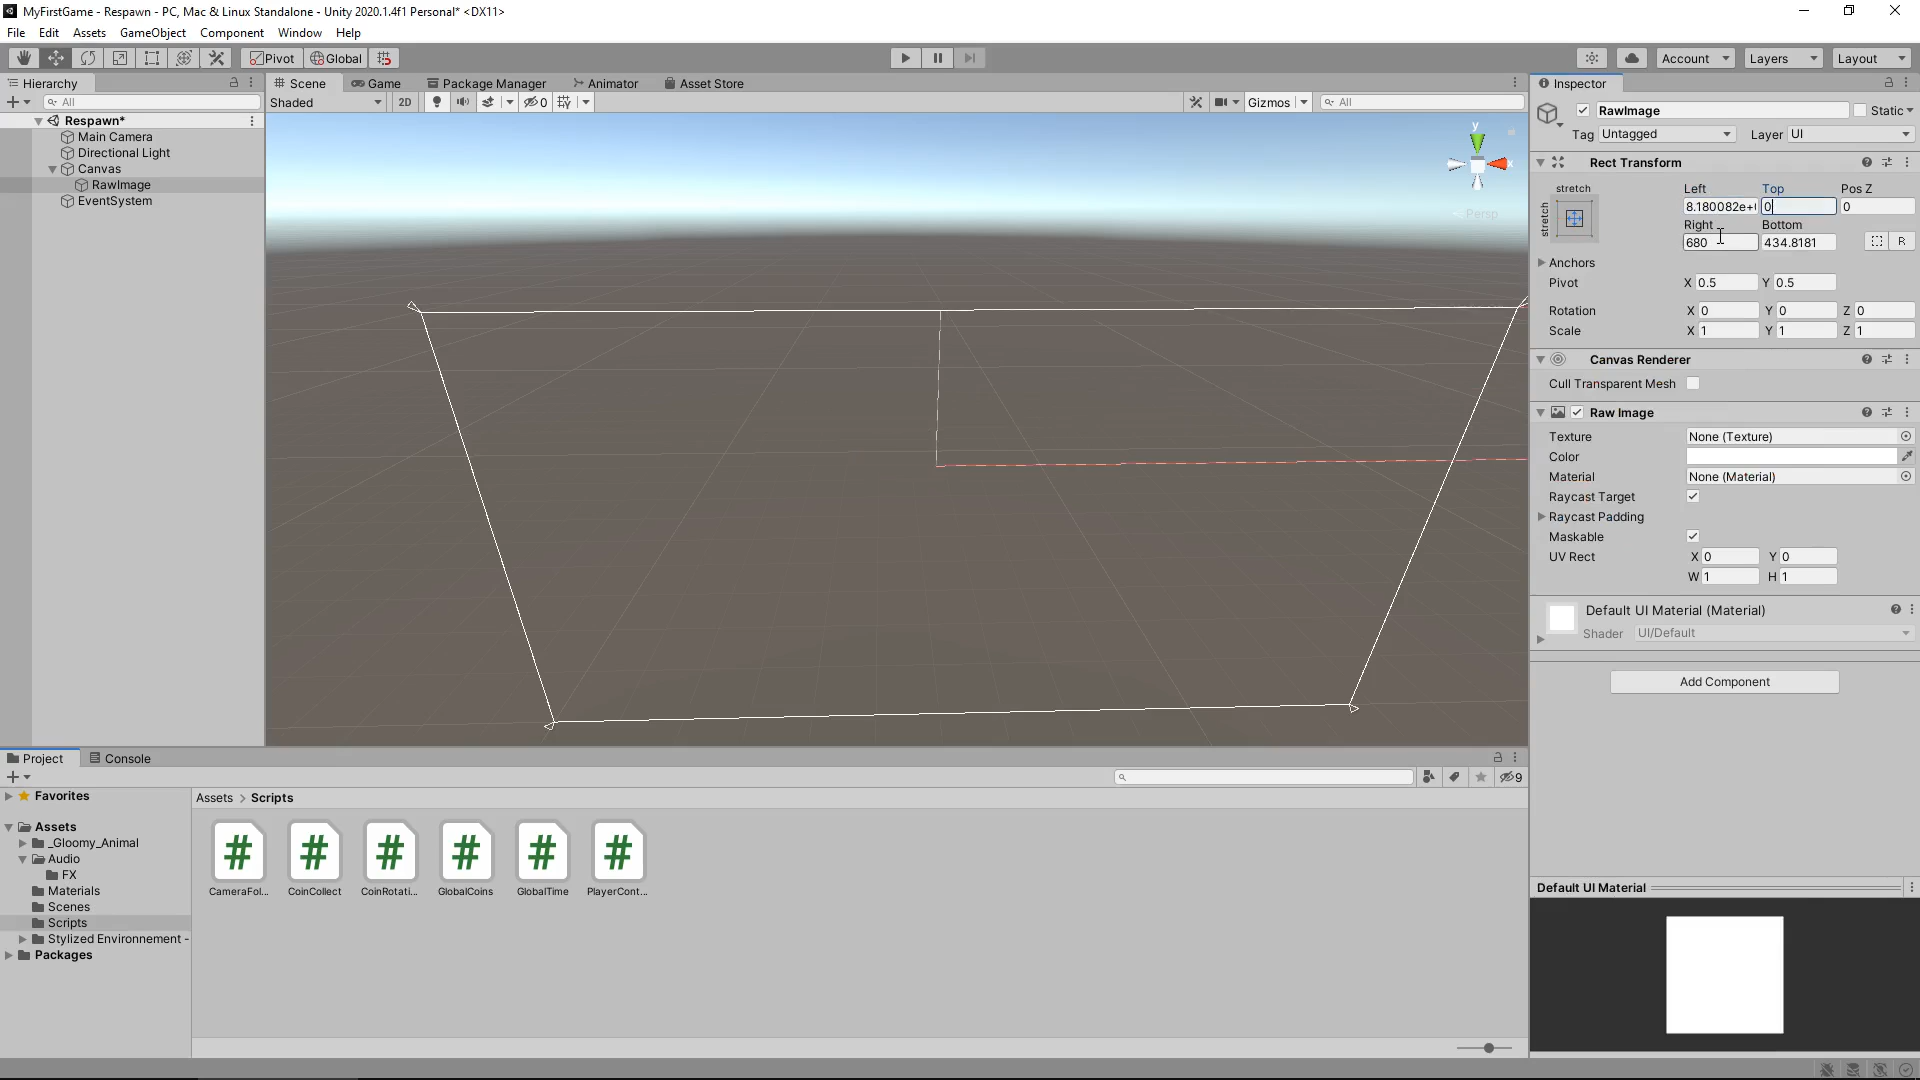 MyFirstGame - Respawn - PC, Mac & Linux Standalone - Unity 2020.1.4f1 Personal* <DX11>
File Edit Assets GameObject Component Window Help
Pivot Global Account Layers Layout
Hierarchy
All
Respawn*
Main Camera
Directional Light
Canvas
RawImage
EventSystem
Scene Game Package Manager Animator Asset Store
Shaded 2D 0 Gizmos All
y
x
Persp
Inspector
RawImage Static
Tag Untagged Layer UI
Rect Transform
stretch Left Top Pos Z
stretch 8.180082e+ 0 0
Right Bottom
680 434.8181 R
Anchors
Pivot X 0.5 Y 0.5
Rotation X 0 Y 0 Z 0
Scale X 1 Y 1 Z 1
Canvas Renderer
Cull Transparent Mesh
Raw Image
Texture None (Texture)
Color
Material None (Material)
Raycast Target
Raycast Padding
Maskable
UV Rect X 0 Y 0
W 1 H 1
Default UI Material (Material)
Shader UI/Default
Add Component
Default UI Material
Project Console
9
Favorites
Assets
_Gloomy_Animal
Audio
FX
Materials
Scenes
Scripts
Stylized Environnement -
Packages
Assets > Scripts
# # # # # #
CameraFol... CoinCollect CoinRotati... GlobalCoins GlobalTime PlayerCont...